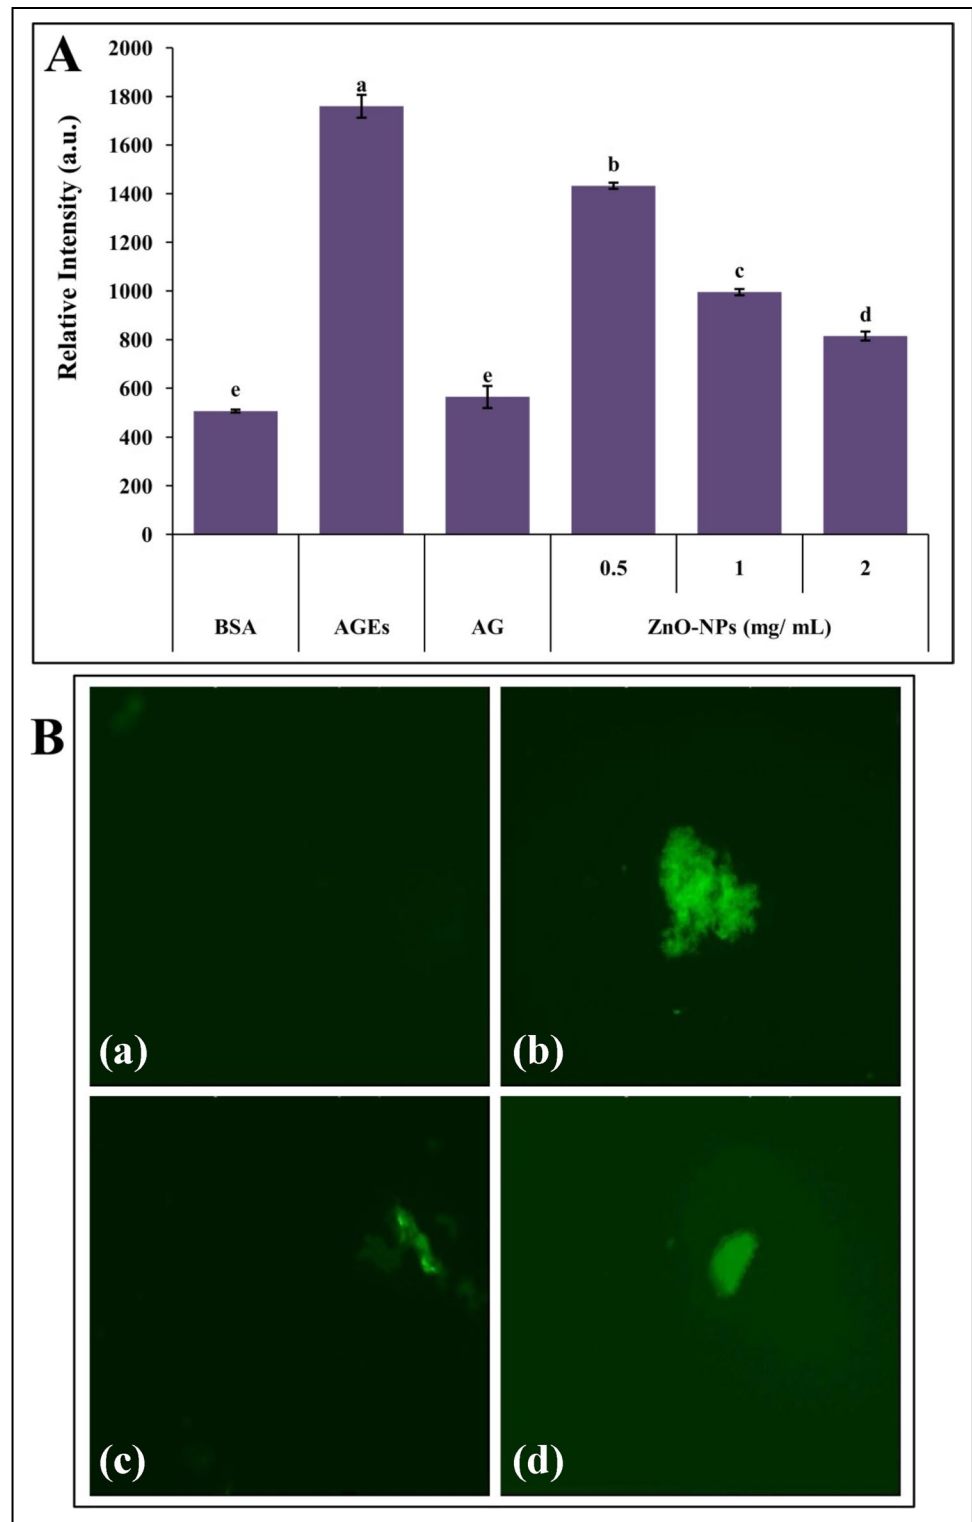 A
Relative Intensity (a.u.)
2000
1800
1600
1400
1200
1000
800
600
400
200
0
e
a
e
b
c
d
0.5
1
2
BSA
AGEs
AG
ZnO-NPs (mg/ mL)
B
(a)
(b)
(c)
(d)